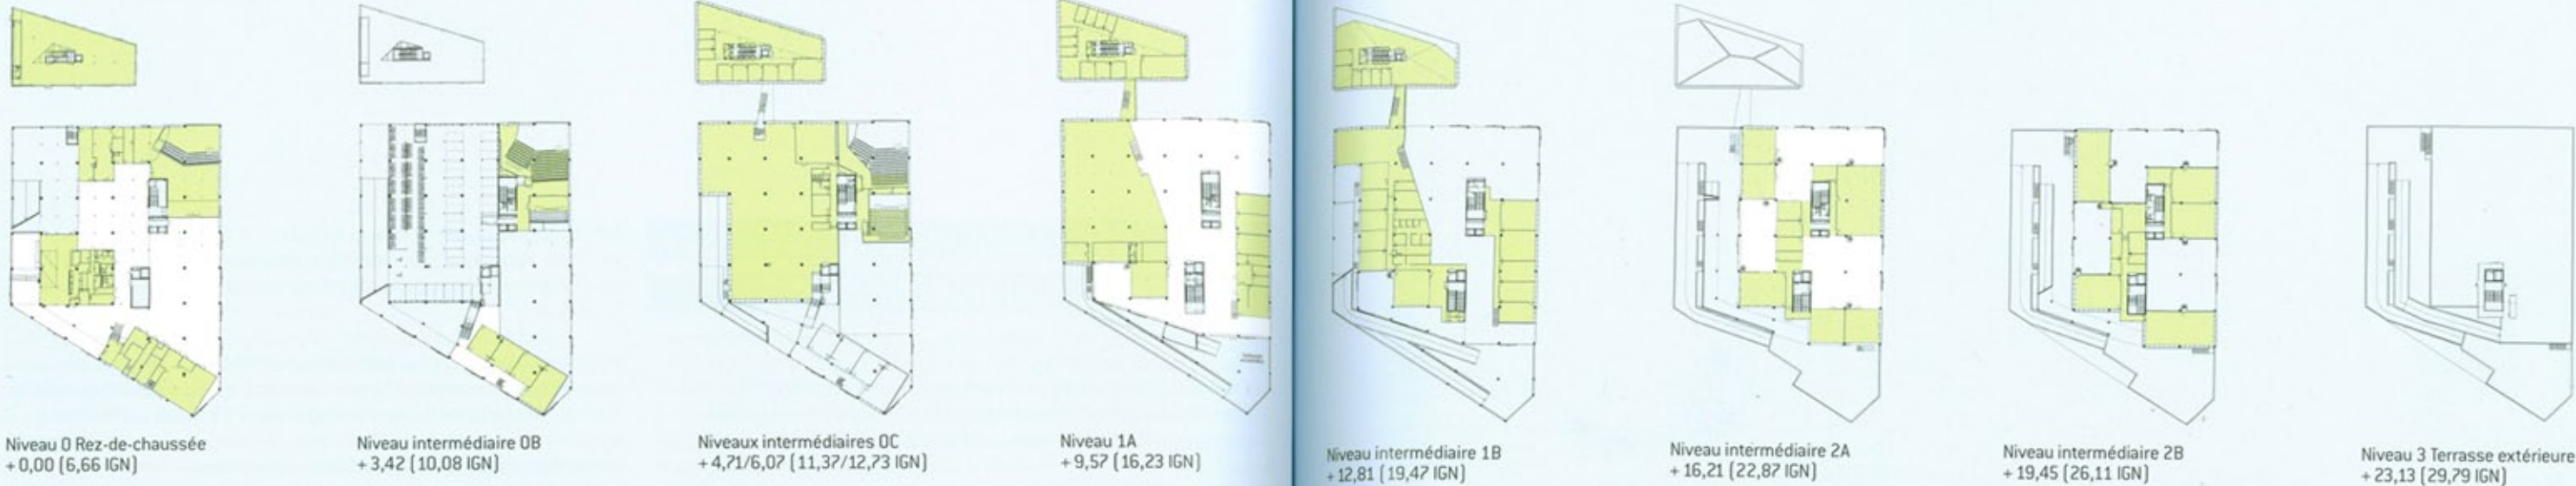 Niveau 0 Rez-de-chaussée
+ 0,00 (6,66 IGN)
Niveau intermédiaire 0B
+ 3,42 (10,08 IGN)
Niveaux intermédiaires 0C
+ 4,71/6,07 (11,37/12,73 IGN)
Niveau 1A
+ 9,57 (16,23 IGN)
Niveau intermédiaire 1B
+ 12,81 (19,47 IGN)
Niveau intermédiaire 2A
+ 16,21 (22,87 IGN)
Niveau intermédiaire 2B
+ 19,45 (26,11 IGN)
Niveau 3 Terrasse extérieure
+ 23,13 (29,79 IGN)